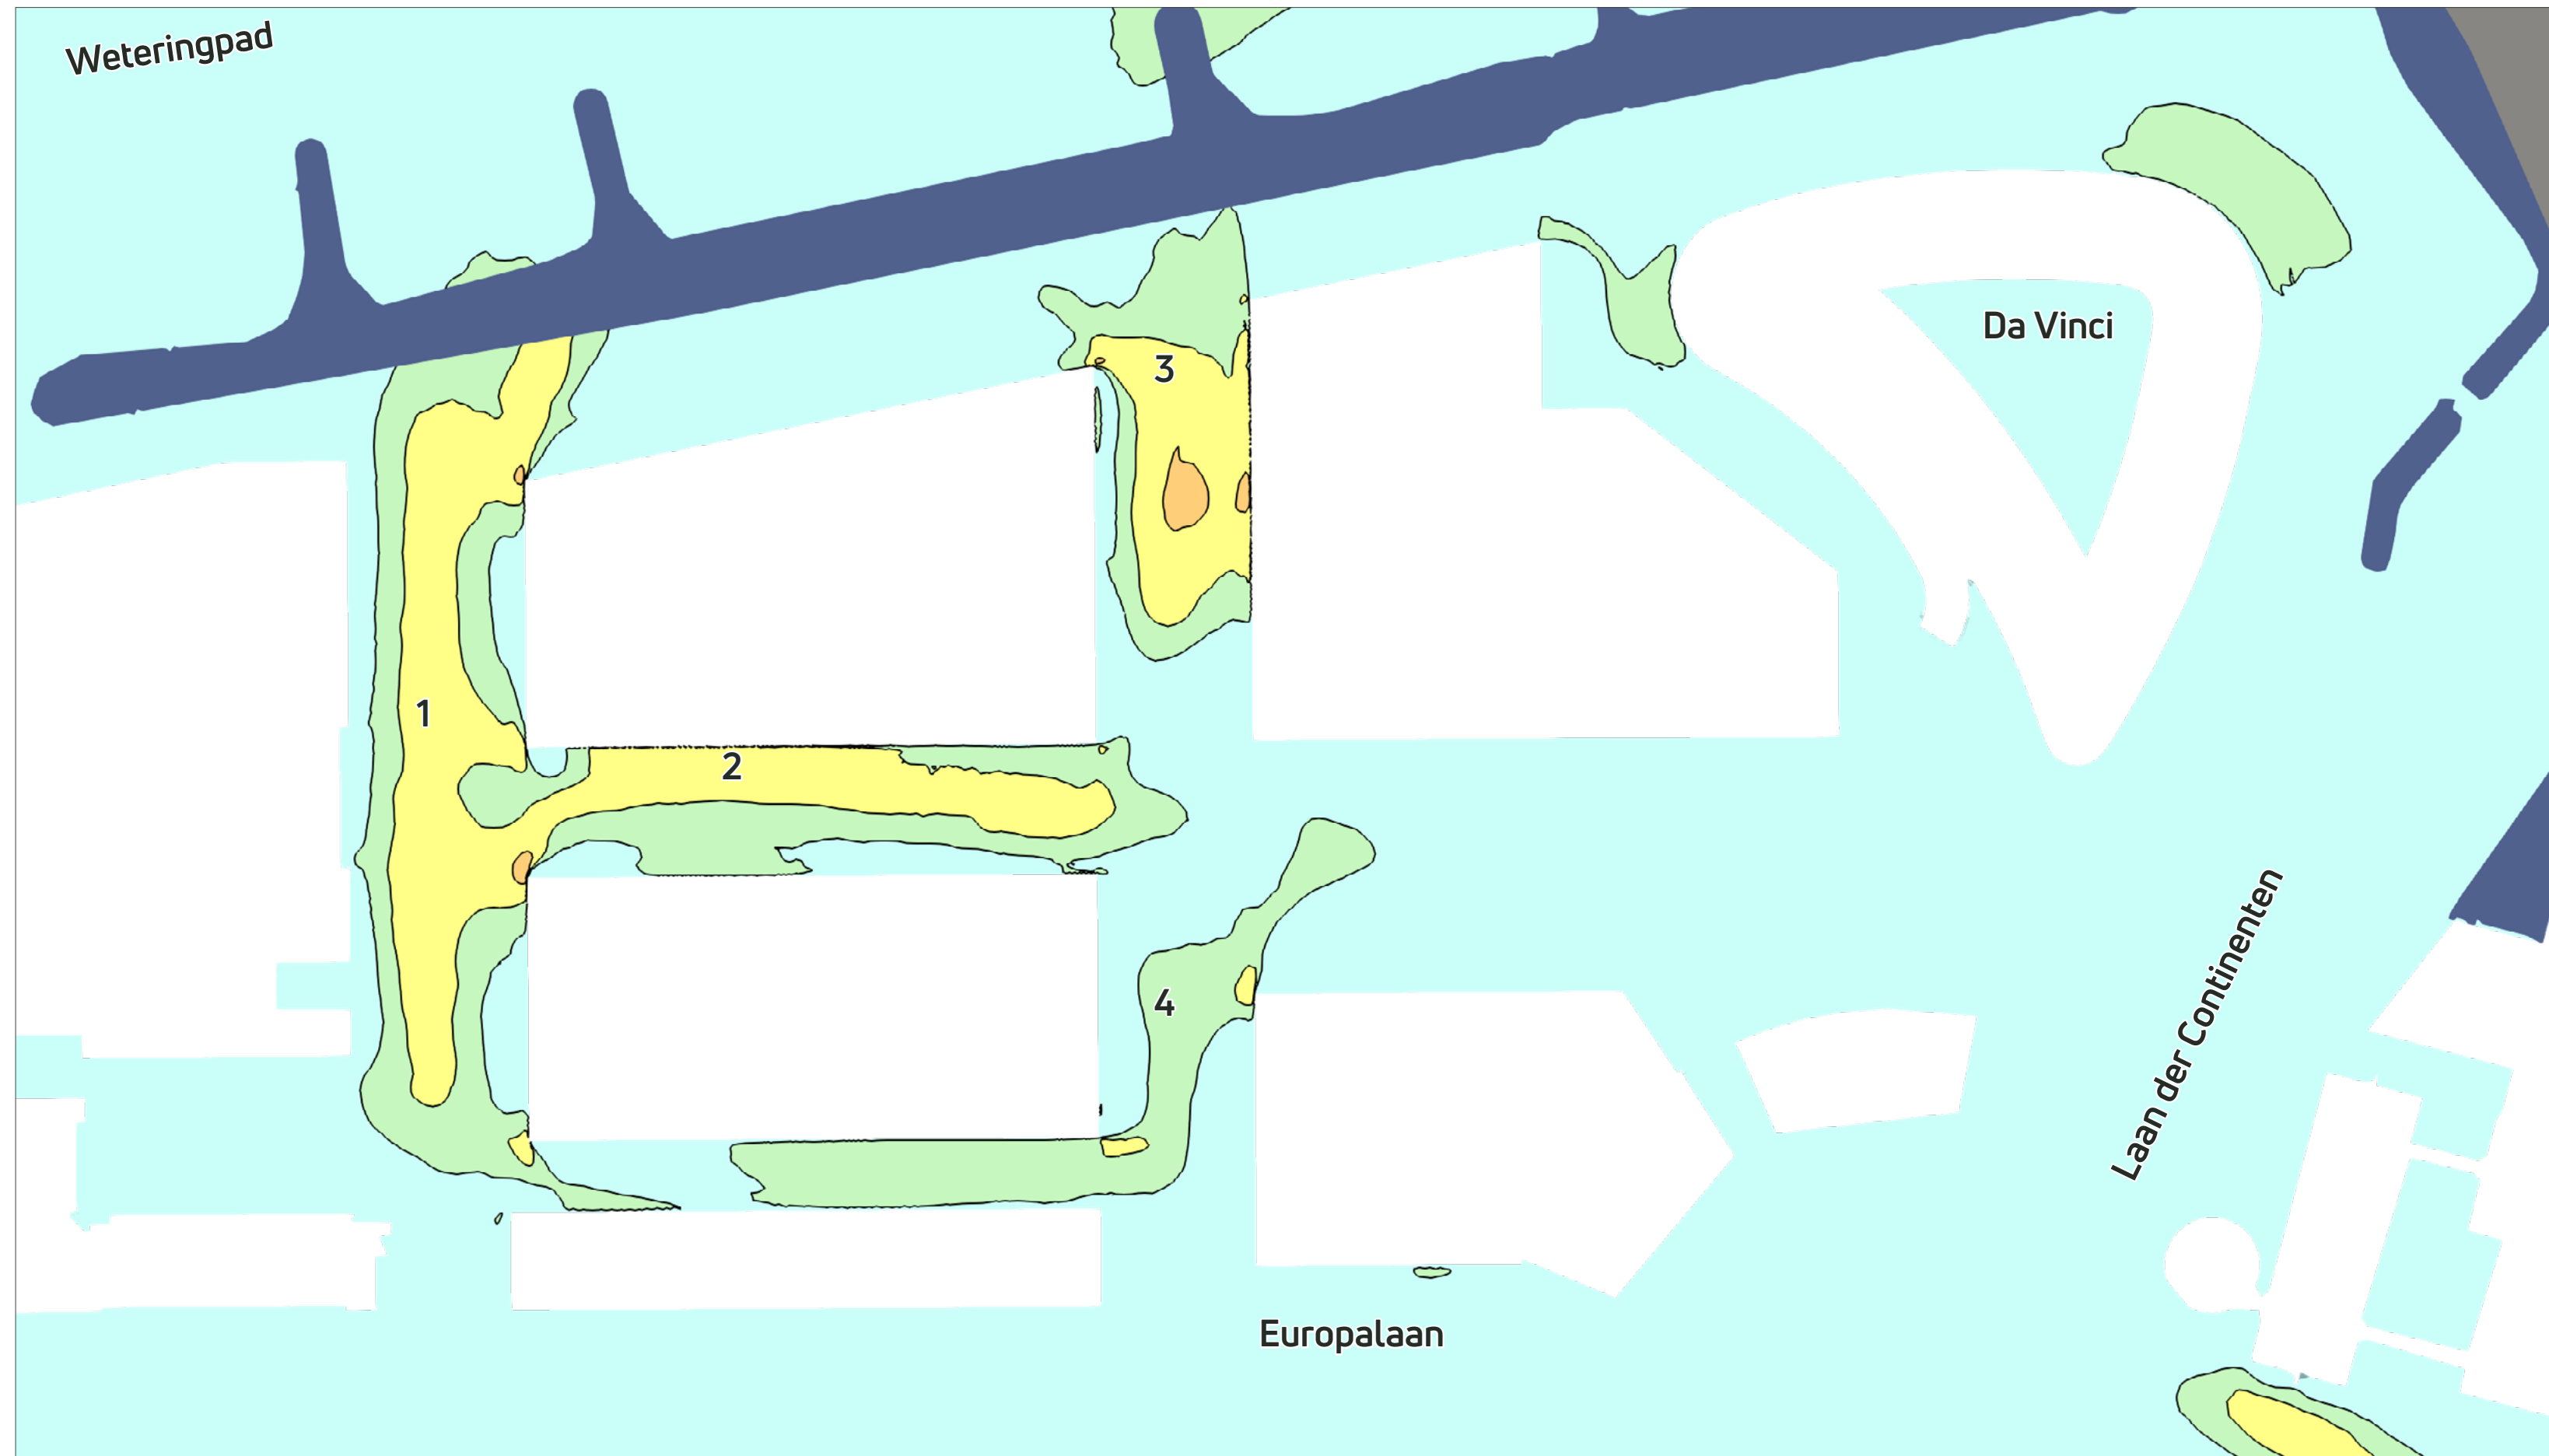 Weteringpad
Da Vinci
3
1
2
4
Laan der Continenten
Europalaan